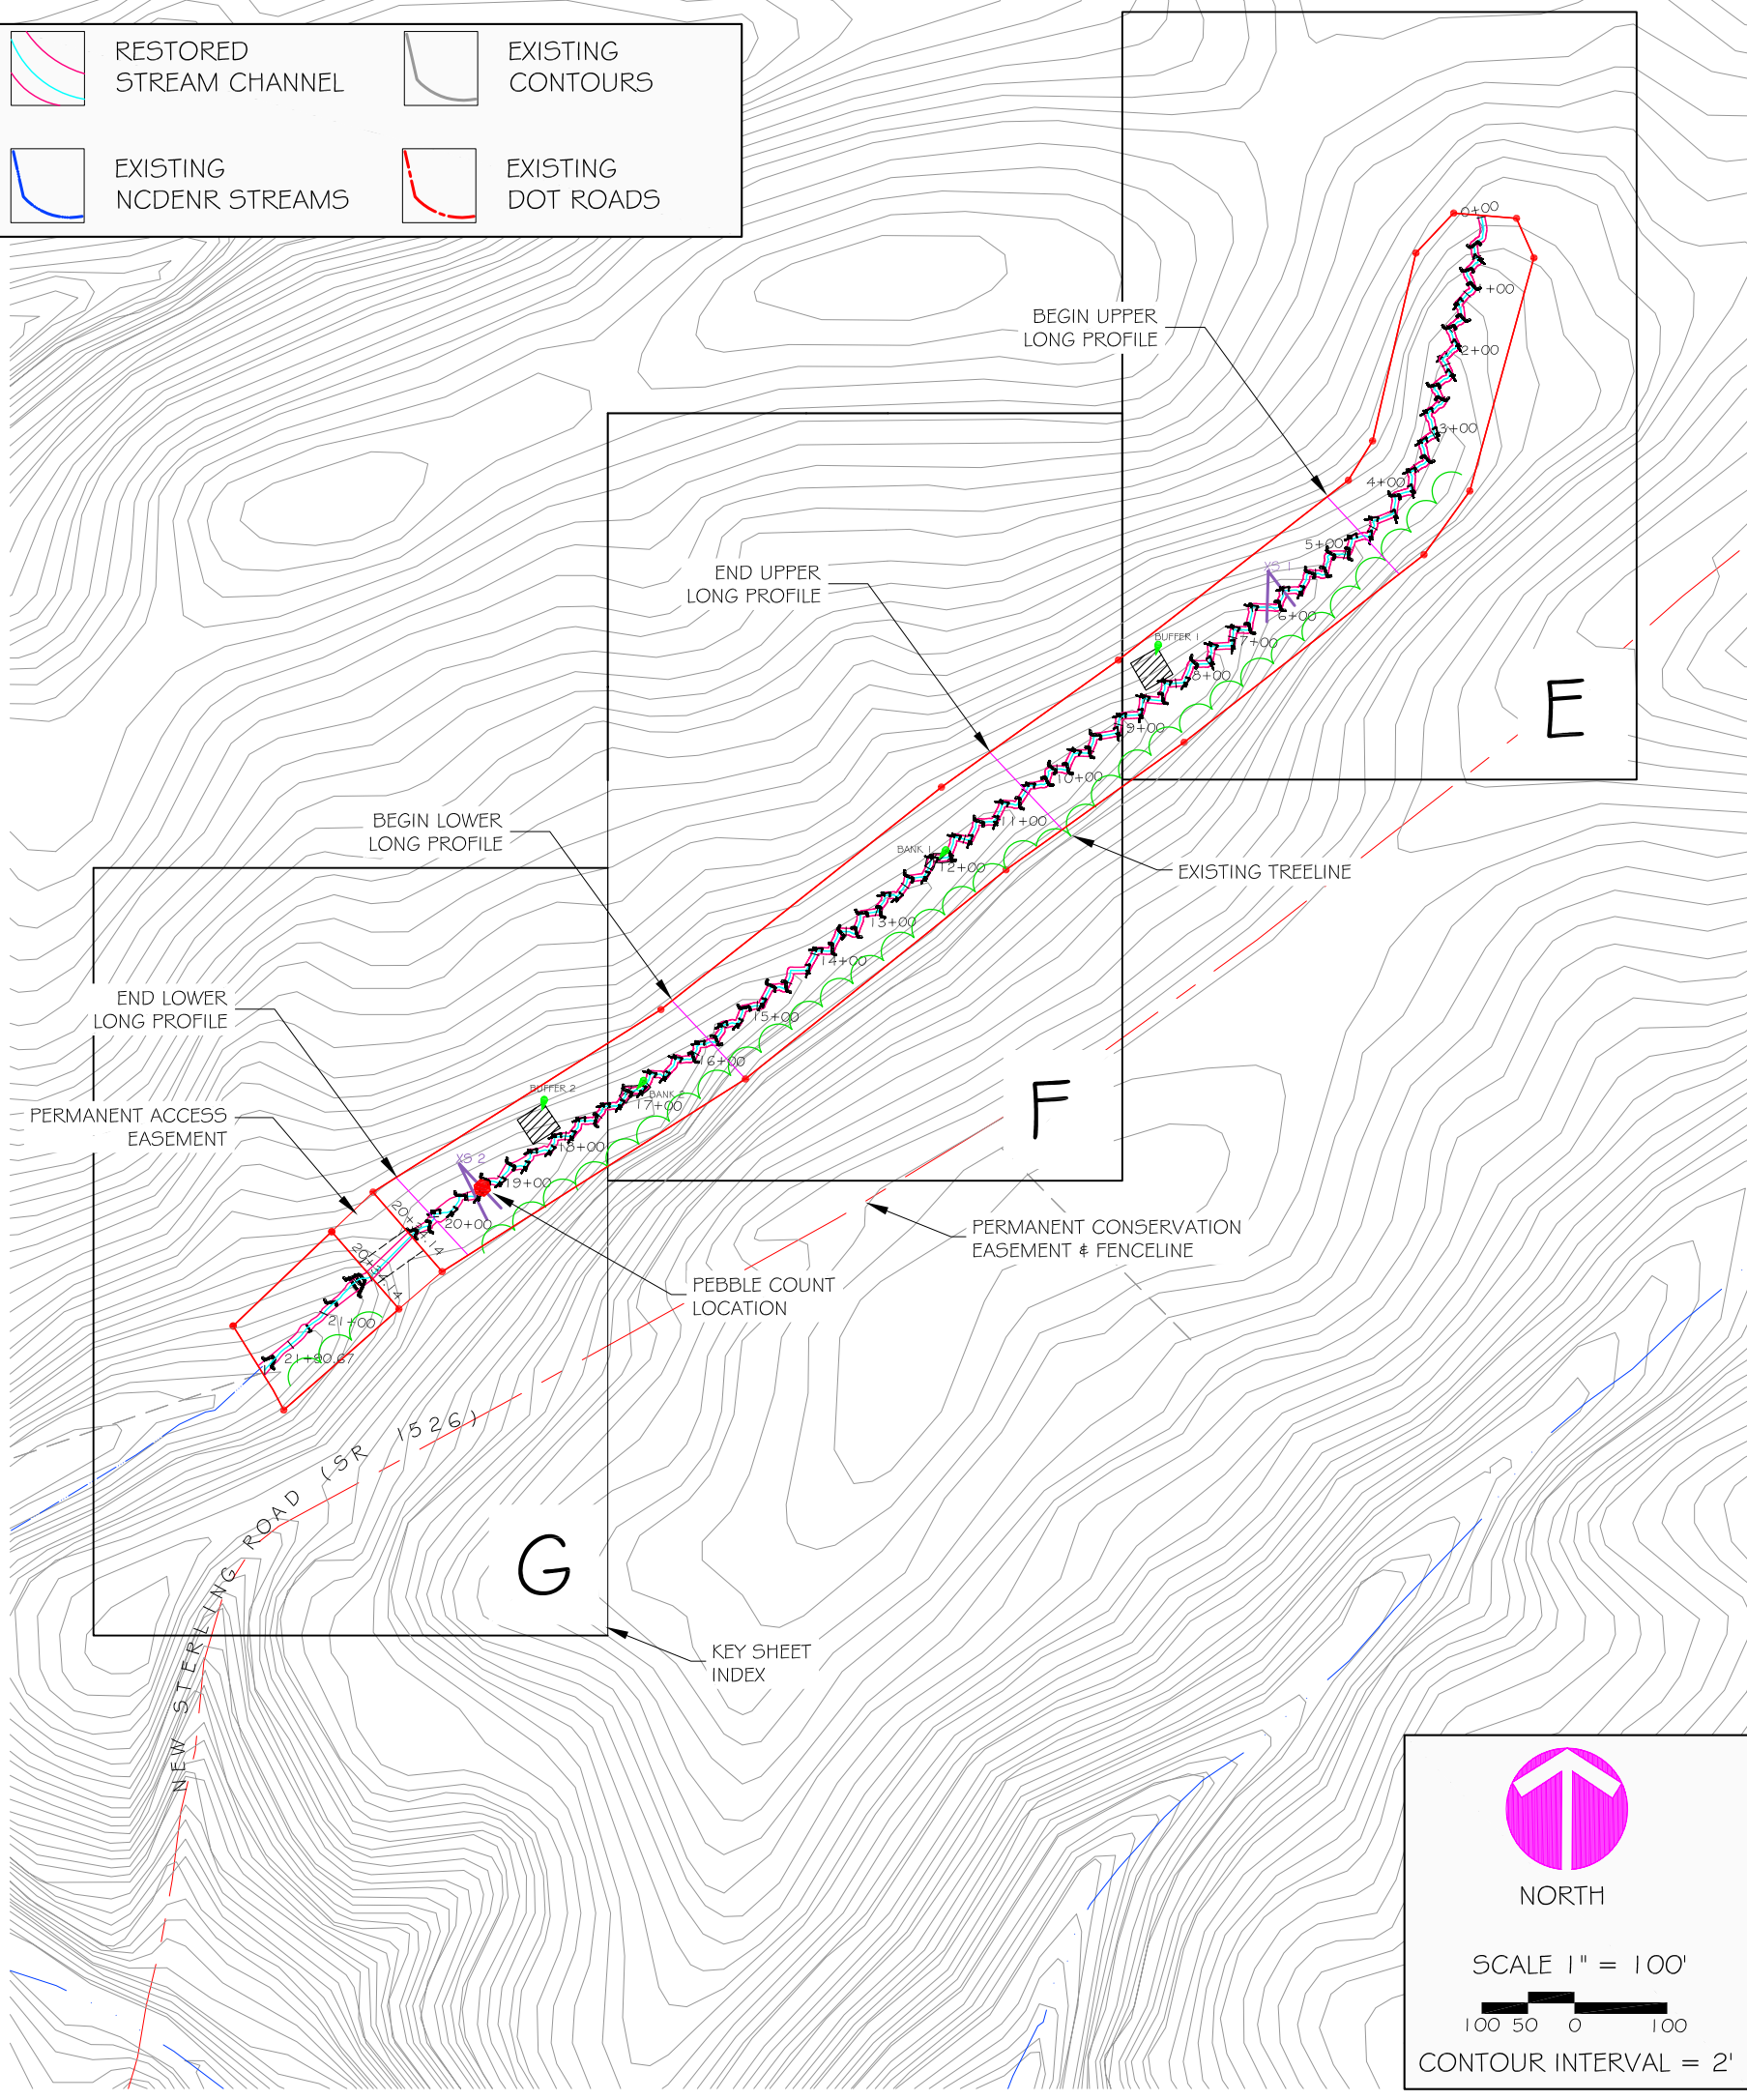 RESTORED
STREAM CHANNEL
EXISTING
CONTOURS
EXISTING
NCDENR STREAMS
EXISTING
DOT ROADS
0+00
1+00
2+00
3+00
4+00
5+00
BEGIN UPPER
LONG PROFILE
XS 1
6+00
7+00
8+00
BUFFER 1
9+00
E
END UPPER
LONG PROFILE
10+00
11+00
BANK 1
12+00
EXISTING TREELINE
13+00
14+00
BEGIN LOWER
LONG PROFILE
15+00
16+00
F
BANK 2
17+00
BUFFER 2
18+00
XS 2
19+00
20+00
END LOWER
LONG PROFILE
PERMANENT ACCESS
EASEMENT
21+00
21+90.67
PERMANENT CONSERVATION
EASEMENT & FENCELINE
PEBBLE COUNT
LOCATION
NEW STERLING ROAD (SR 1526)
G
KEY SHEET
INDEX
NORTH
SCALE 1" = 100'
100 50 0 100
CONTOUR INTERVAL = 2'